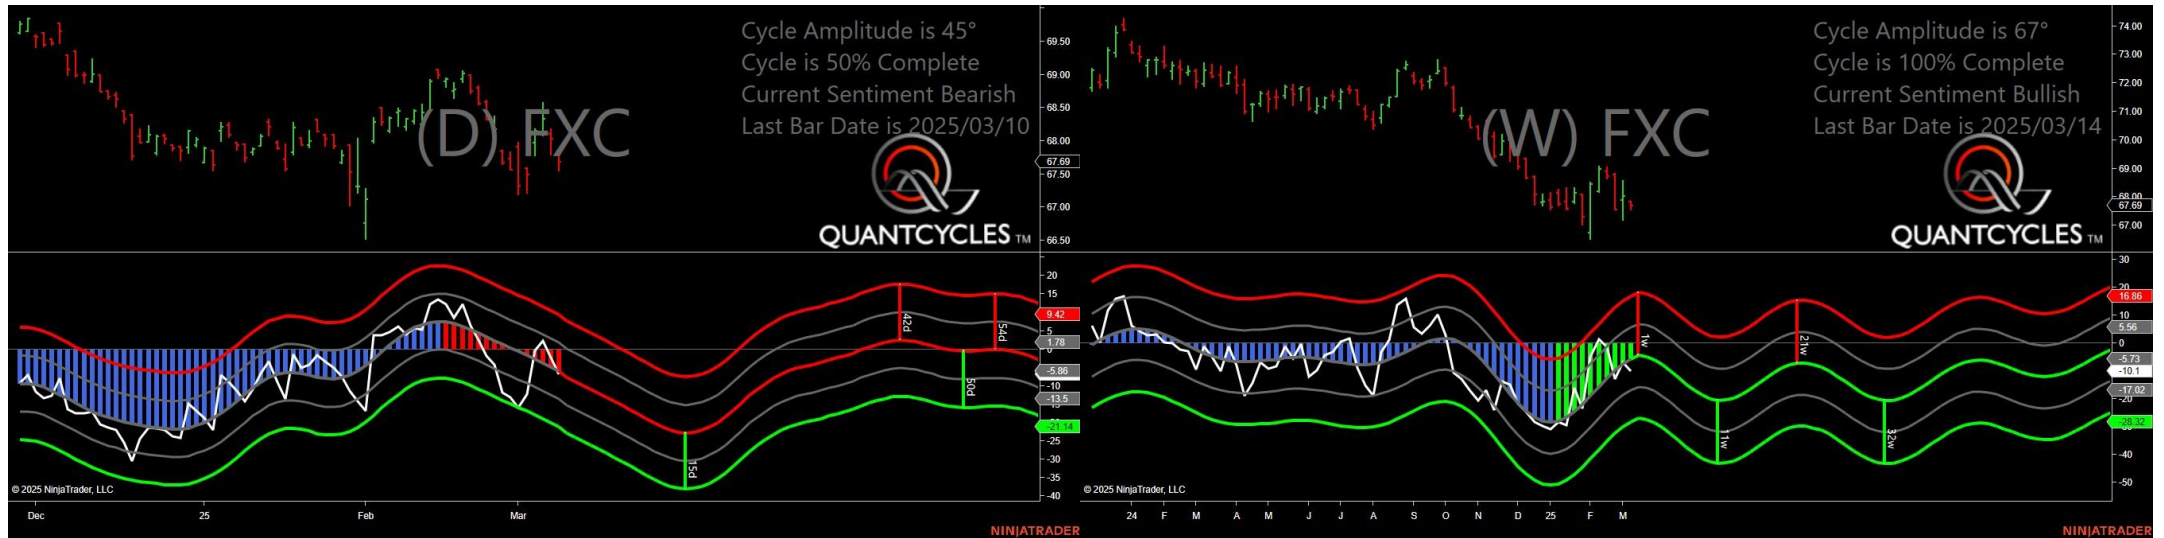 Cycle Amplitude is 45°
Cycle is 50% Complete
Current Sentiment Bearish
Last Bar Date is 2025/03/10
(D) FXC
QUANTCYCLES TM
69.50
69.00
68.50
68.00
67.69
67.50
67.00
66.50
20
15
9.42
5
1.78
0
-5.86
-10
-13.5
-21.14
-25
-30
-35
-40
15d
42d
50d
54d
© 2025 NinjaTrader, LLC
Dec
25
Feb
Mar
NINJATRADER
Cycle Amplitude is 67°
Cycle is 100% Complete
Current Sentiment Bullish
Last Bar Date is 2025/03/14
(W) FXC
QUANTCYCLES TM
74.00
73.00
72.00
71.00
70.00
69.00
68.00
67.69
67.00
30
20
16.86
5.56
0
-5.73
-10.1
-17.02
-20
-28.32
-40
-50
1w
11w
21w
32w
© 2025 NinjaTrader, LLC
24 F M A M J J A S O N D 25 F M
NINJATRADER